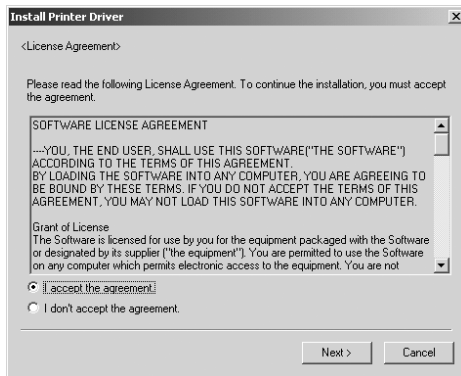 Install Printer Driver
<License Agreement>
Please read the following License Agreement. To continue the installation, you must accept
the agreement.
SOFTWARE LICENSE AGREEMENT
----YOU, THE END USER, SHALL USE THIS SOFTWARE("THE SOFTWARE")
ACCORDING TO THE TERMS OF THIS AGREEMENT.
BY LOADING THE SOFTWARE INTO ANY COMPUTER, YOU ARE AGREEING TO
BE BOUND BY THESE TERMS. IF YOU DO NOT ACCEPT THE TERMS OF THIS
AGREEMENT, YOU MAY NOT LOAD THIS SOFTWARE INTO ANY COMPUTER.
Grant of License
The Software is licensed for use by you for the equipment packaged with the Software
or designated by its supplier ("the equipment"). You are permitted to use the Software
on any computer which permits electronic access to the equipment. You are not
I accept the agreement.
I don't accept the agreement.
Next >
Cancel